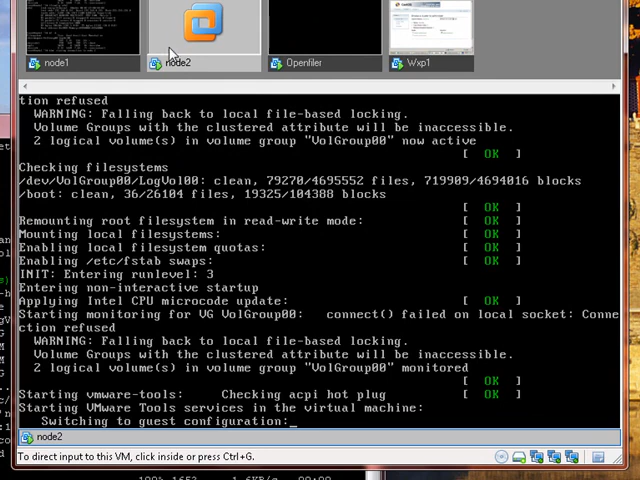 node1
node2
Openfiler
Wxp1
tion refused
WARNING: Falling back to local file-based locking.
Volume Groups with the clustered attribute will be inaccessible.
2 logical volume(s) in volume group "VolGroup00" now active
[ OK ]
Checking filesystems
/dev/VolGroup00/LogVol00: clean, 79270/4695552 files, 719909/4694016 blocks
/boot: clean, 36/26104 files, 19325/104388 blocks
[ OK ]
Remounting root filesystem in read-write mode: [ OK ]
Mounting local filesystems: [ OK ]
Enabling local filesystem quotas: [ OK ]
Enabling /etc/fstab swaps: [ OK ]
INIT: Entering runlevel: 3
Entering non-interactive startup
Applying Intel CPU microcode update: [ OK ]
Starting monitoring for VG VolGroup00: connect() failed on local socket: Conne
ction refused
WARNING: Falling back to local file-based locking.
Volume Groups with the clustered attribute will be inaccessible.
2 logical volume(s) in volume group "VolGroup00" monitored
[ OK ]
Starting vmware-tools: Checking acpi hot plug [ OK ]
Starting VMware Tools services in the virtual machine:
Switching to guest configuration:_
node2
To direct input to this VM, click inside or press Ctrl+G.